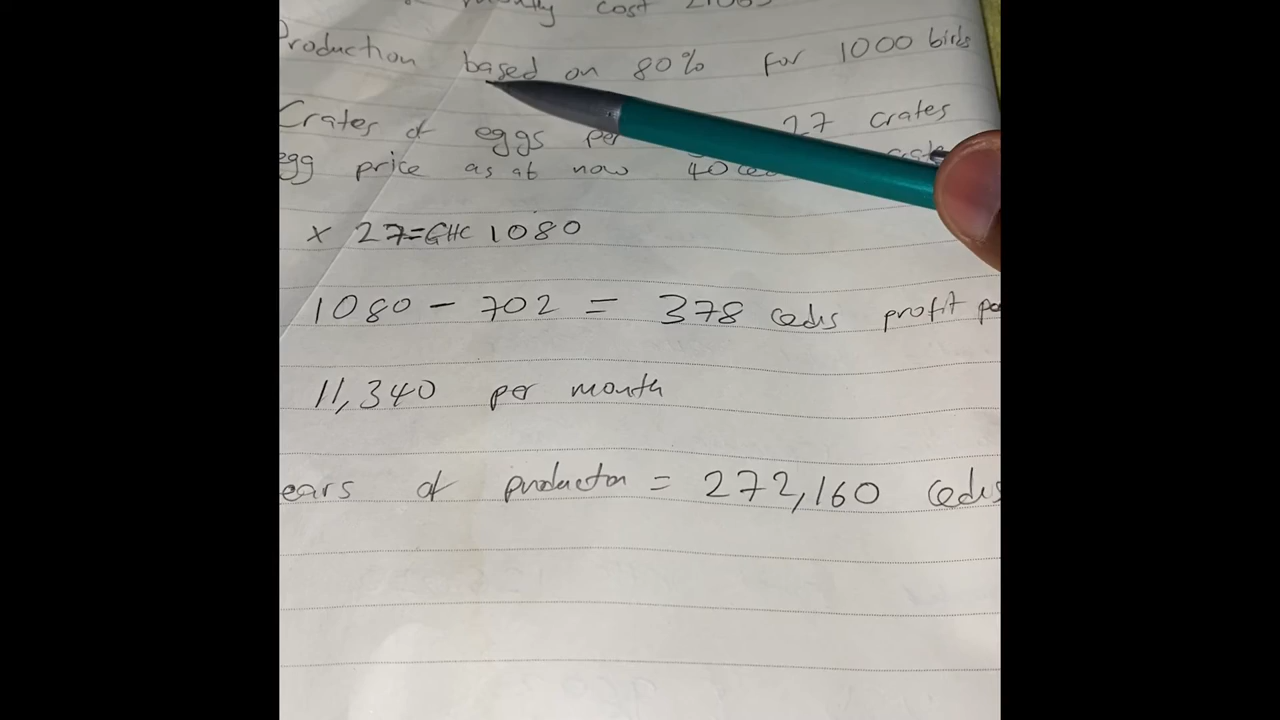 cost
Production based on 80% for 1000 birds
Crates of eggs per 27 crates
egg price as at now 40
x 27=GHC 1080
1080 - 702 = 378 cedis profit
11,340 per month
ears of production = 272,160 cedis